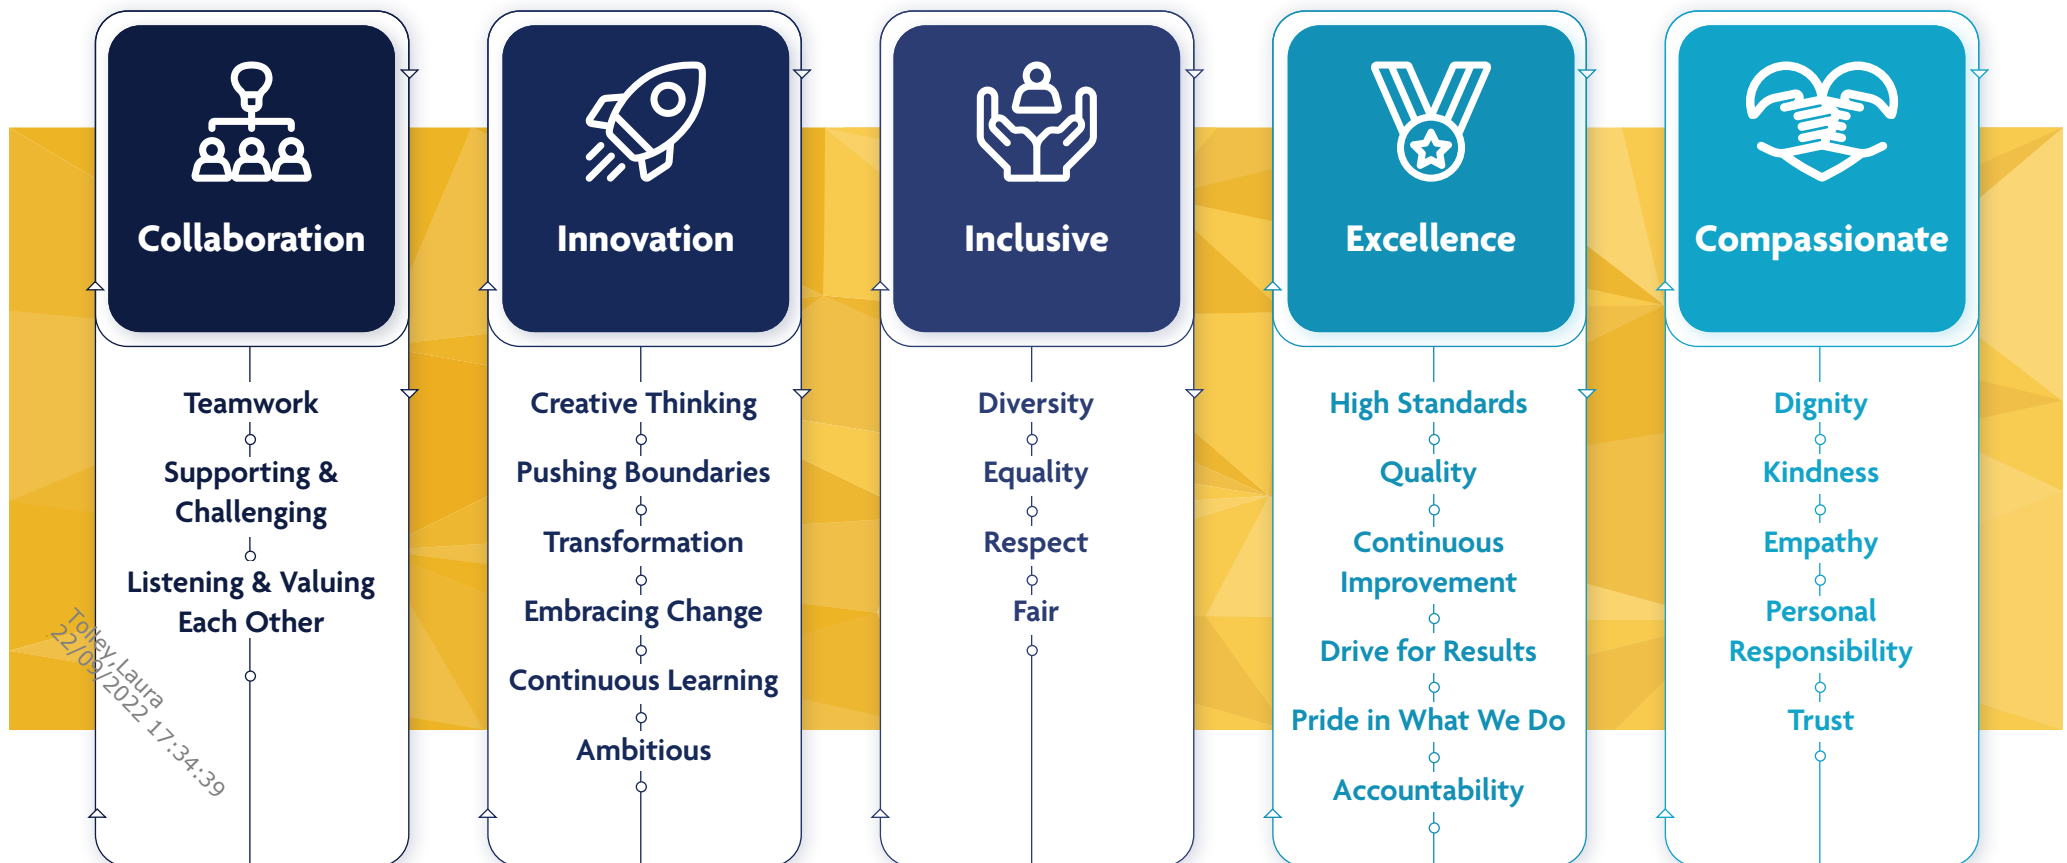 Collaboration
Teamwork
Supporting &
Challenging
Listening & Valuing
Each Other
Innovation
Creative Thinking
Pushing Boundaries
Transformation
Embracing Change
Continuous Learning
Ambitious
Inclusive
Diversity
Equality
Respect
Fair
Excellence
High Standards
Quality
Continuous
Improvement
Drive for Results
Pride in What We Do
Accountability
Compassionate
Dignity
Kindness
Empathy
Personal
Responsibility
Trust
Tolley,Laura
22/09/2022 17:34:39